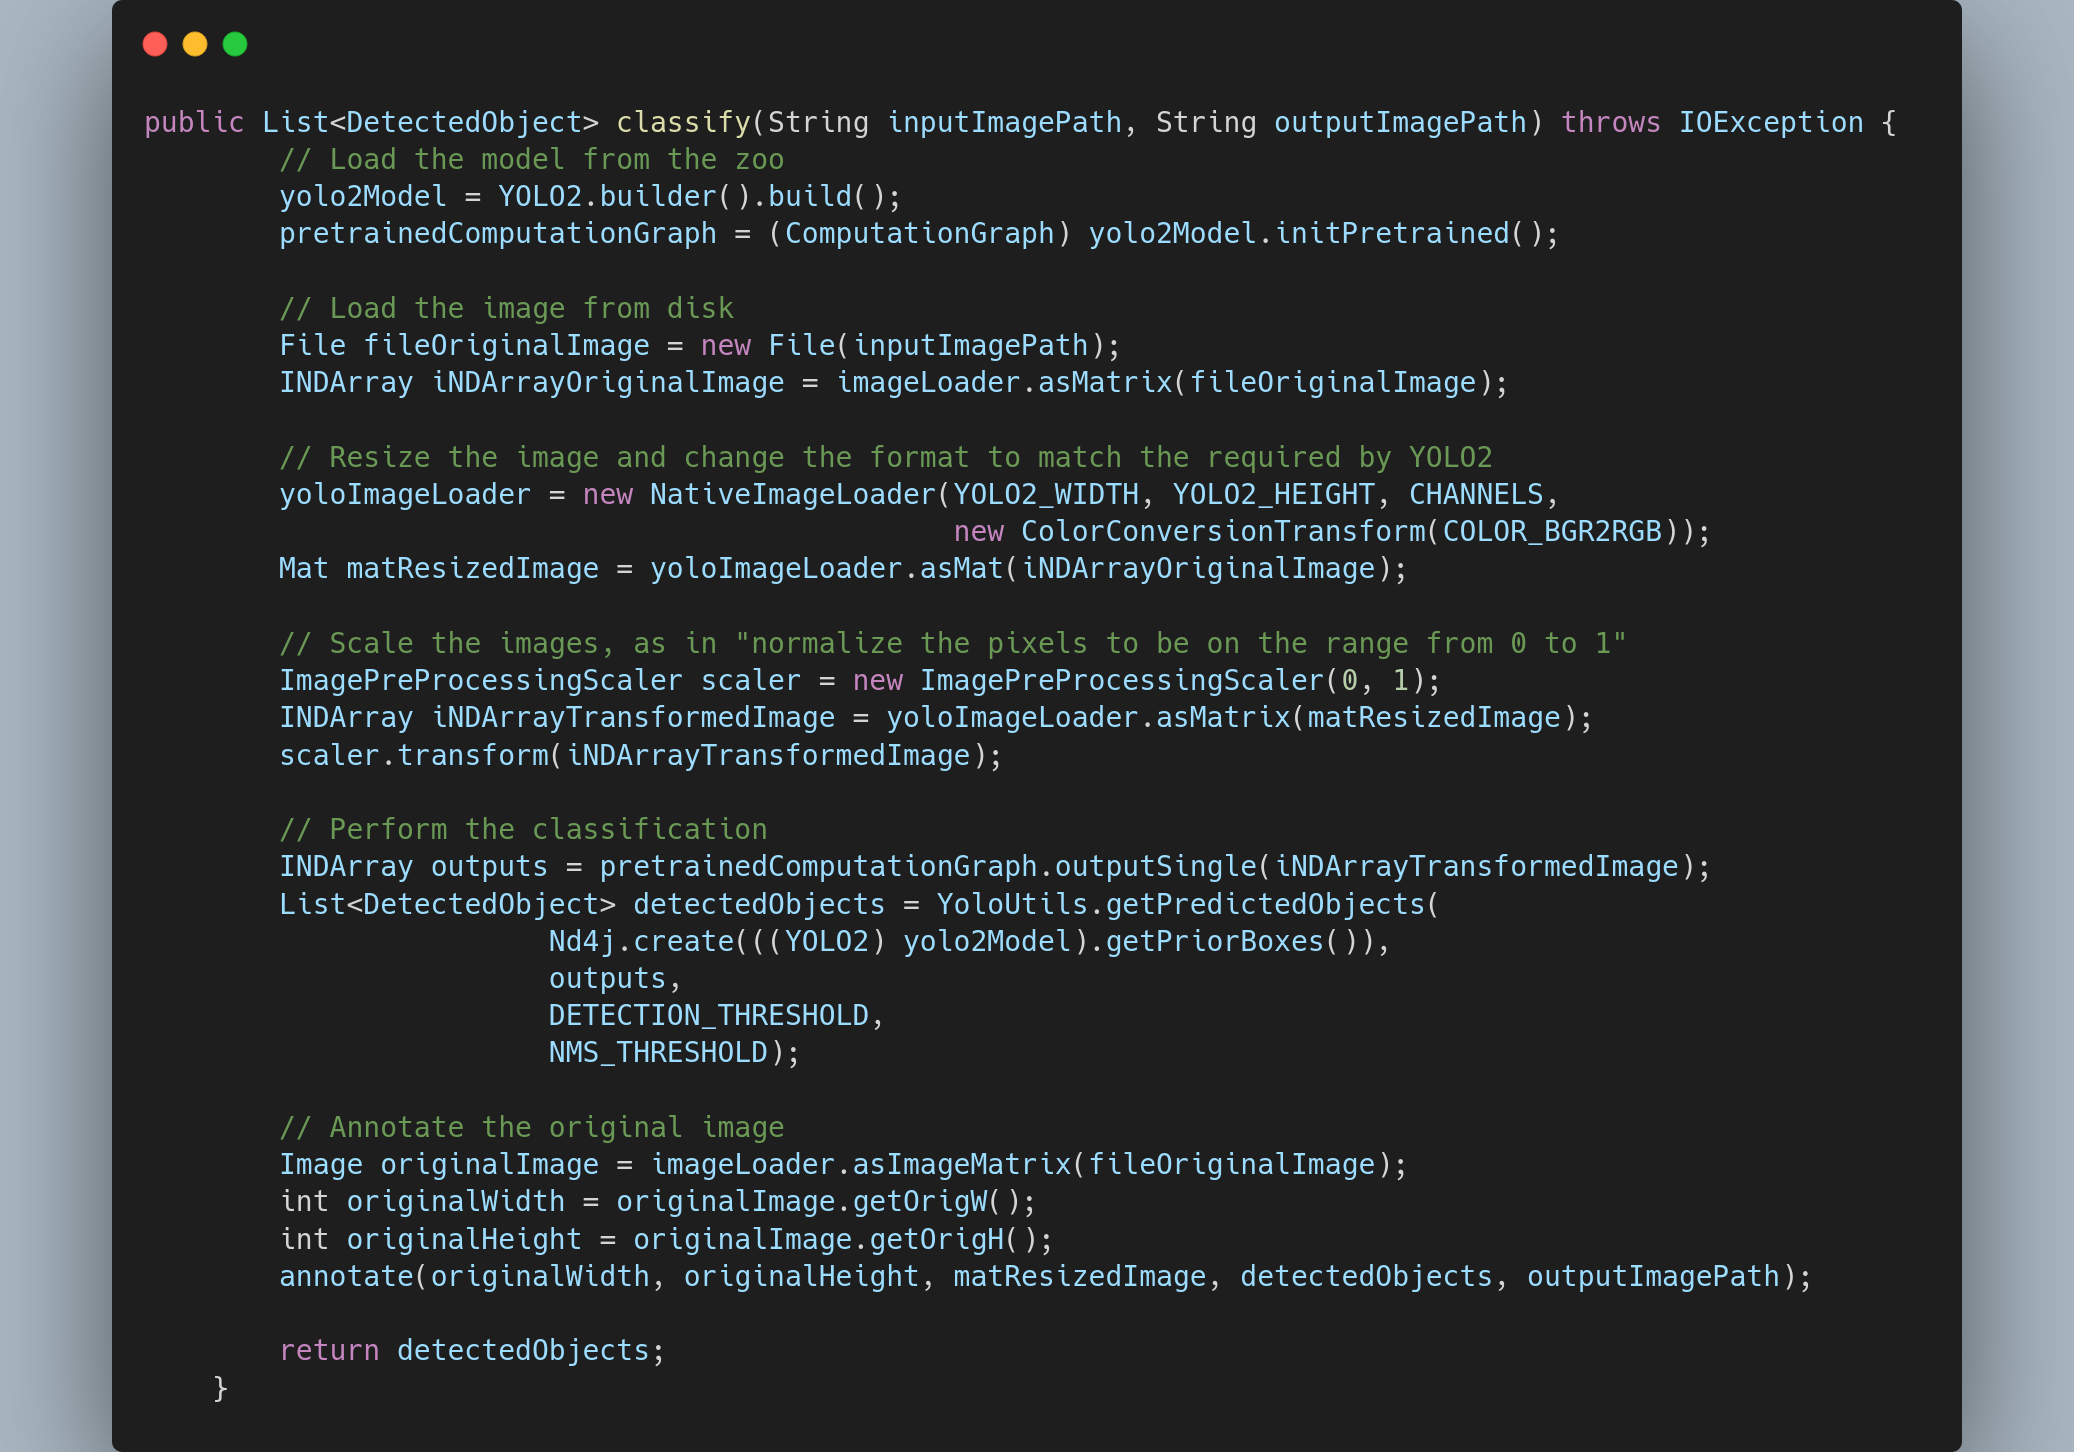 public List<DetectedObject> classify(String inputImagePath, String outputImagePath) throws IOException {
        // Load the model from the zoo
        yolo2Model = YOLO2.builder().build();
        pretrainedComputationGraph = (ComputationGraph) yolo2Model.initPretrained();

        // Load the image from disk
        File fileOriginalImage = new File(inputImagePath);
        INDArray iNDArrayOriginalImage = imageLoader.asMatrix(fileOriginalImage);

        // Resize the image and change the format to match the required by YOLO2
        yoloImageLoader = new NativeImageLoader(YOLO2_WIDTH, YOLO2_HEIGHT, CHANNELS,
                                                new ColorConversionTransform(COLOR_BGR2RGB));
        Mat matResizedImage = yoloImageLoader.asMat(iNDArrayOriginalImage);

        // Scale the images, as in "normalize the pixels to be on the range from 0 to 1"
        ImagePreProcessingScaler scaler = new ImagePreProcessingScaler(0, 1);
        INDArray iNDArrayTransformedImage = yoloImageLoader.asMatrix(matResizedImage);
        scaler.transform(iNDArrayTransformedImage);

        // Perform the classification
        INDArray outputs = pretrainedComputationGraph.outputSingle(iNDArrayTransformedImage);
        List<DetectedObject> detectedObjects = YoloUtils.getPredictedObjects(
                        Nd4j.create(((YOLO2) yolo2Model).getPriorBoxes()),
                        outputs,
                        DETECTION_THRESHOLD,
                        NMS_THRESHOLD);

        // Annotate the original image
        Image originalImage = imageLoader.asImageMatrix(fileOriginalImage);
        int originalWidth = originalImage.getOrigW();
        int originalHeight = originalImage.getOrigH();
        annotate(originalWidth, originalHeight, matResizedImage, detectedObjects, outputImagePath);

        return detectedObjects;
    }